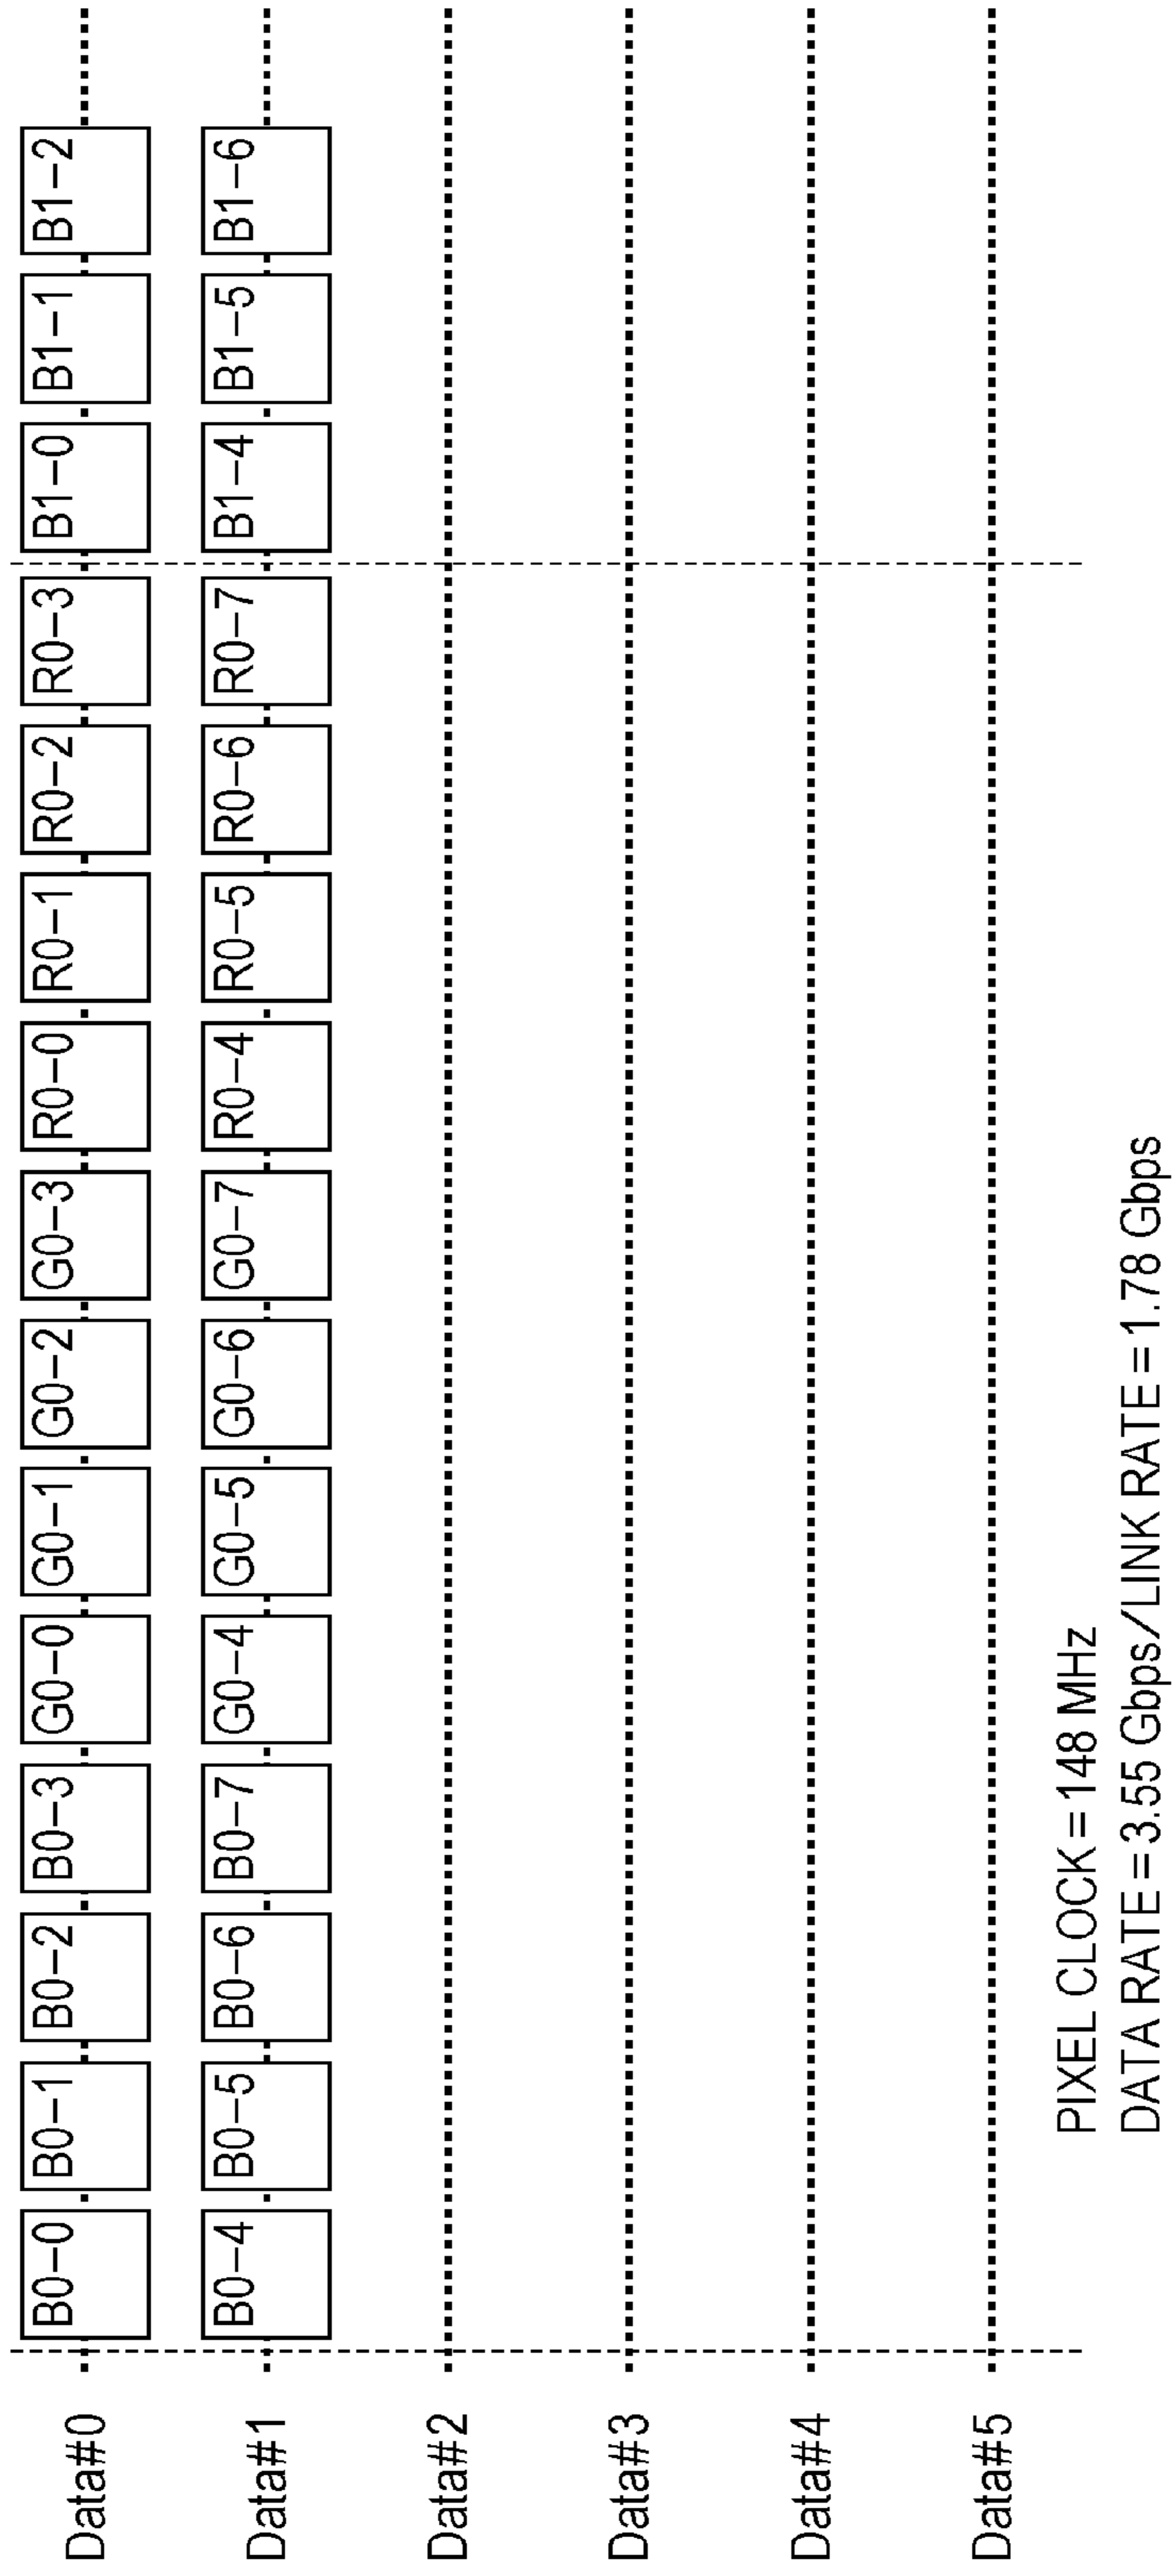 Data#0 B0-0 B0-1 B0-2 B0-3 G0-0 G0-1 G0-2 G0-3 R0-0 R0-1 R0-2 R0-3 B1-0 B1-1 B1-2
Data#1 B0-4 B0-5 B0-6 B0-7 G0-4 G0-5 G0-6 G0-7 R0-4 R0-5 R0-6 R0-7 B1-4 B1-5 B1-6
Data#2
Data#3
Data#4
Data#5
PIXEL CLOCK = 148 MHz
DATA RATE = 3.55 Gbps/LINK RATE = 1.78 Gbps